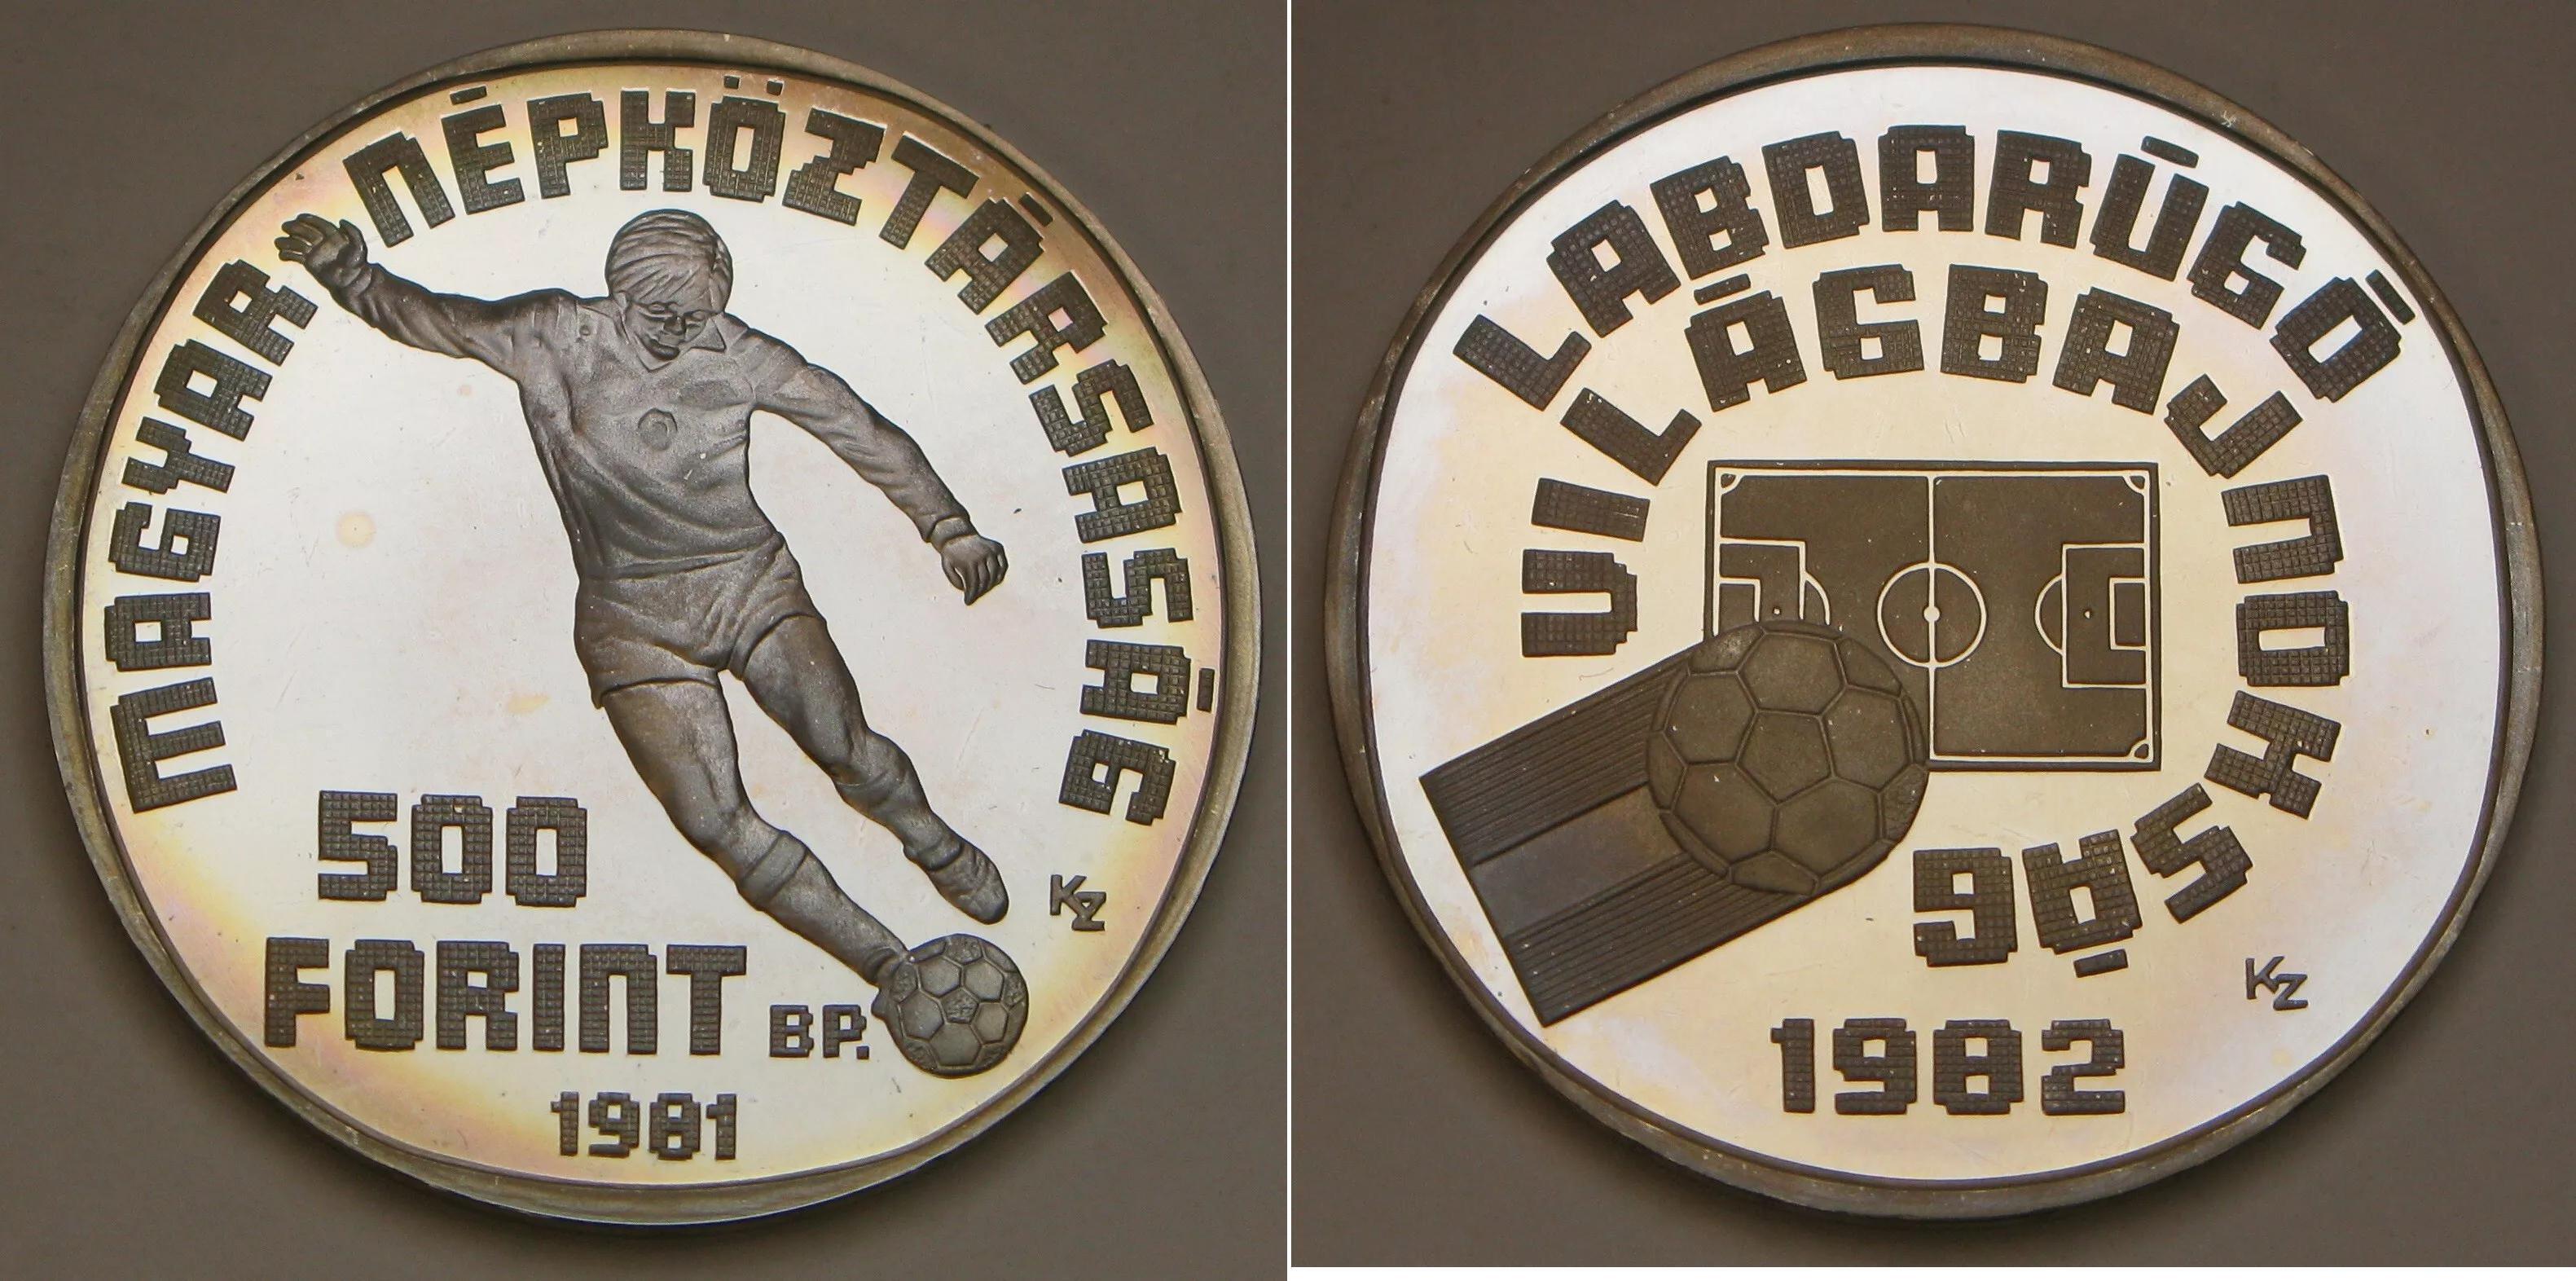 MAGYAR NÉPKÖZTÁRSASÁG
500
FORINT BP.
1981
KZ
LABDARÚGÓ
VILÁGBAJNOKSÁG
1982
KZ